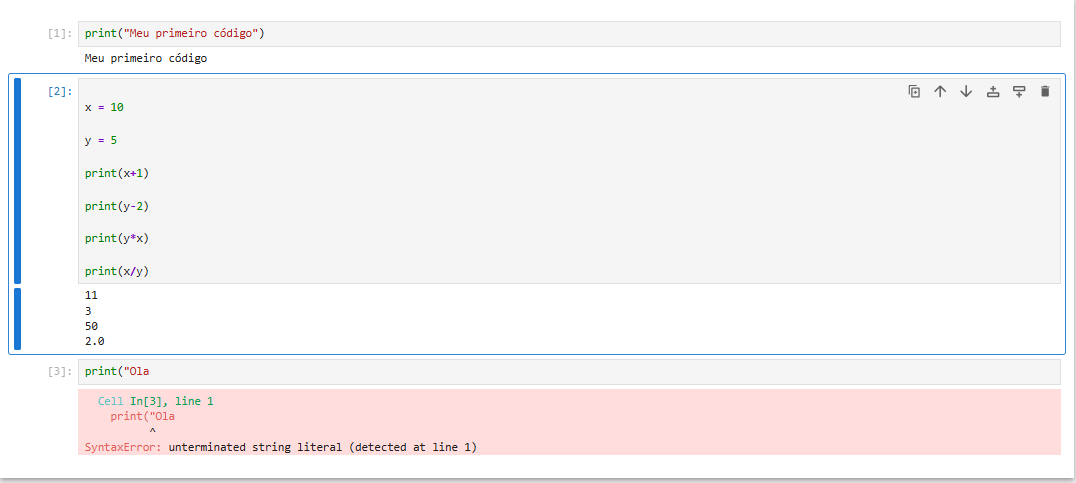 [1]: print("Meu primeiro código")
Meu primeiro código
[2]:
x = 10
y = 5
print(x+1)
print(y-2)
print(y*x)
print(x/y)
11
3
50
2.0
[3]: print("Ola
Cell In[3], line 1
print("Ola
^
SyntaxError: unterminated string literal (detected at line 1)